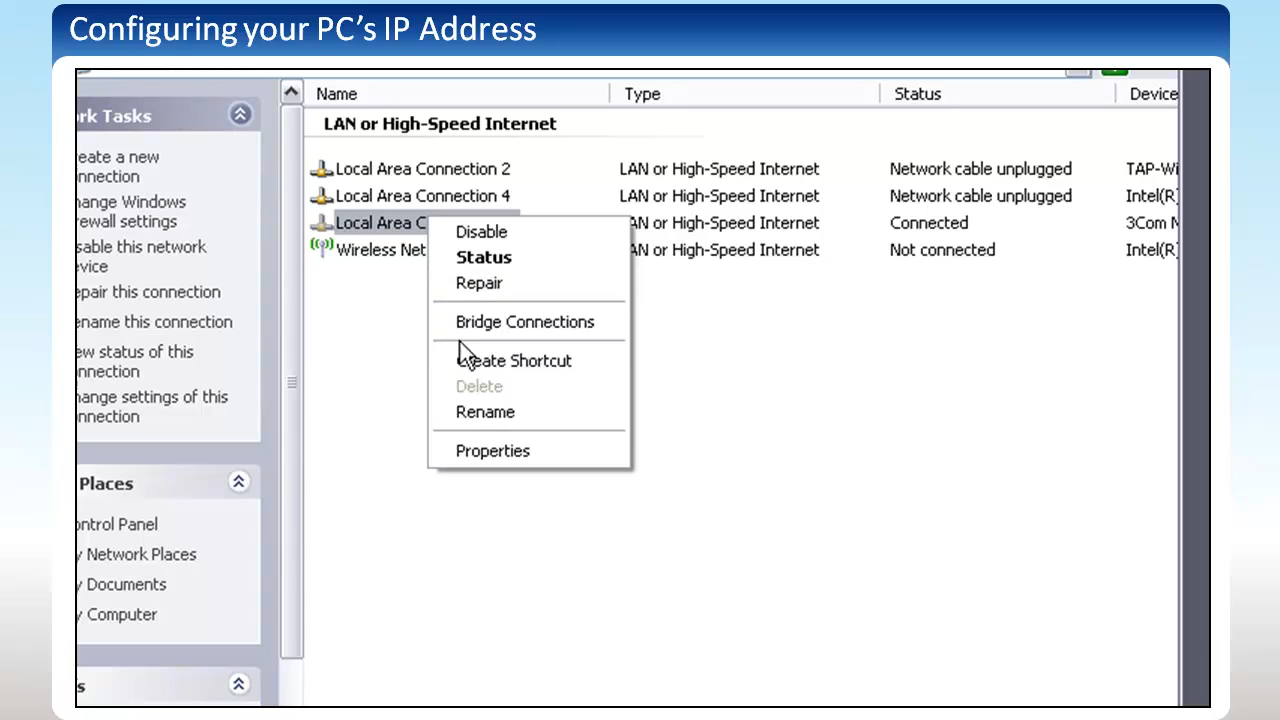 Configuring your PC's IP Address
rk Tasks
eate a new
nnection
hange Windows
rewall settings
isable this network
evice
epair this connection
ename this connection
ew status of this
nnection
hange settings of this
nnection
Places
ontrol Panel
y Network Places
y Documents
y Computer
s
Name Type Status Device
LAN or High-Speed Internet
Local Area Connection 2 LAN or High-Speed Internet Network cable unplugged TAP-Wi
Local Area Connection 4 LAN or High-Speed Internet Network cable unplugged Intel(R)
Local Area C AN or High-Speed Internet Connected 3Com M
Wireless Net AN or High-Speed Internet Not connected Intel(R)
Disable
Status
Repair
Bridge Connections
Create Shortcut
Delete
Rename
Properties